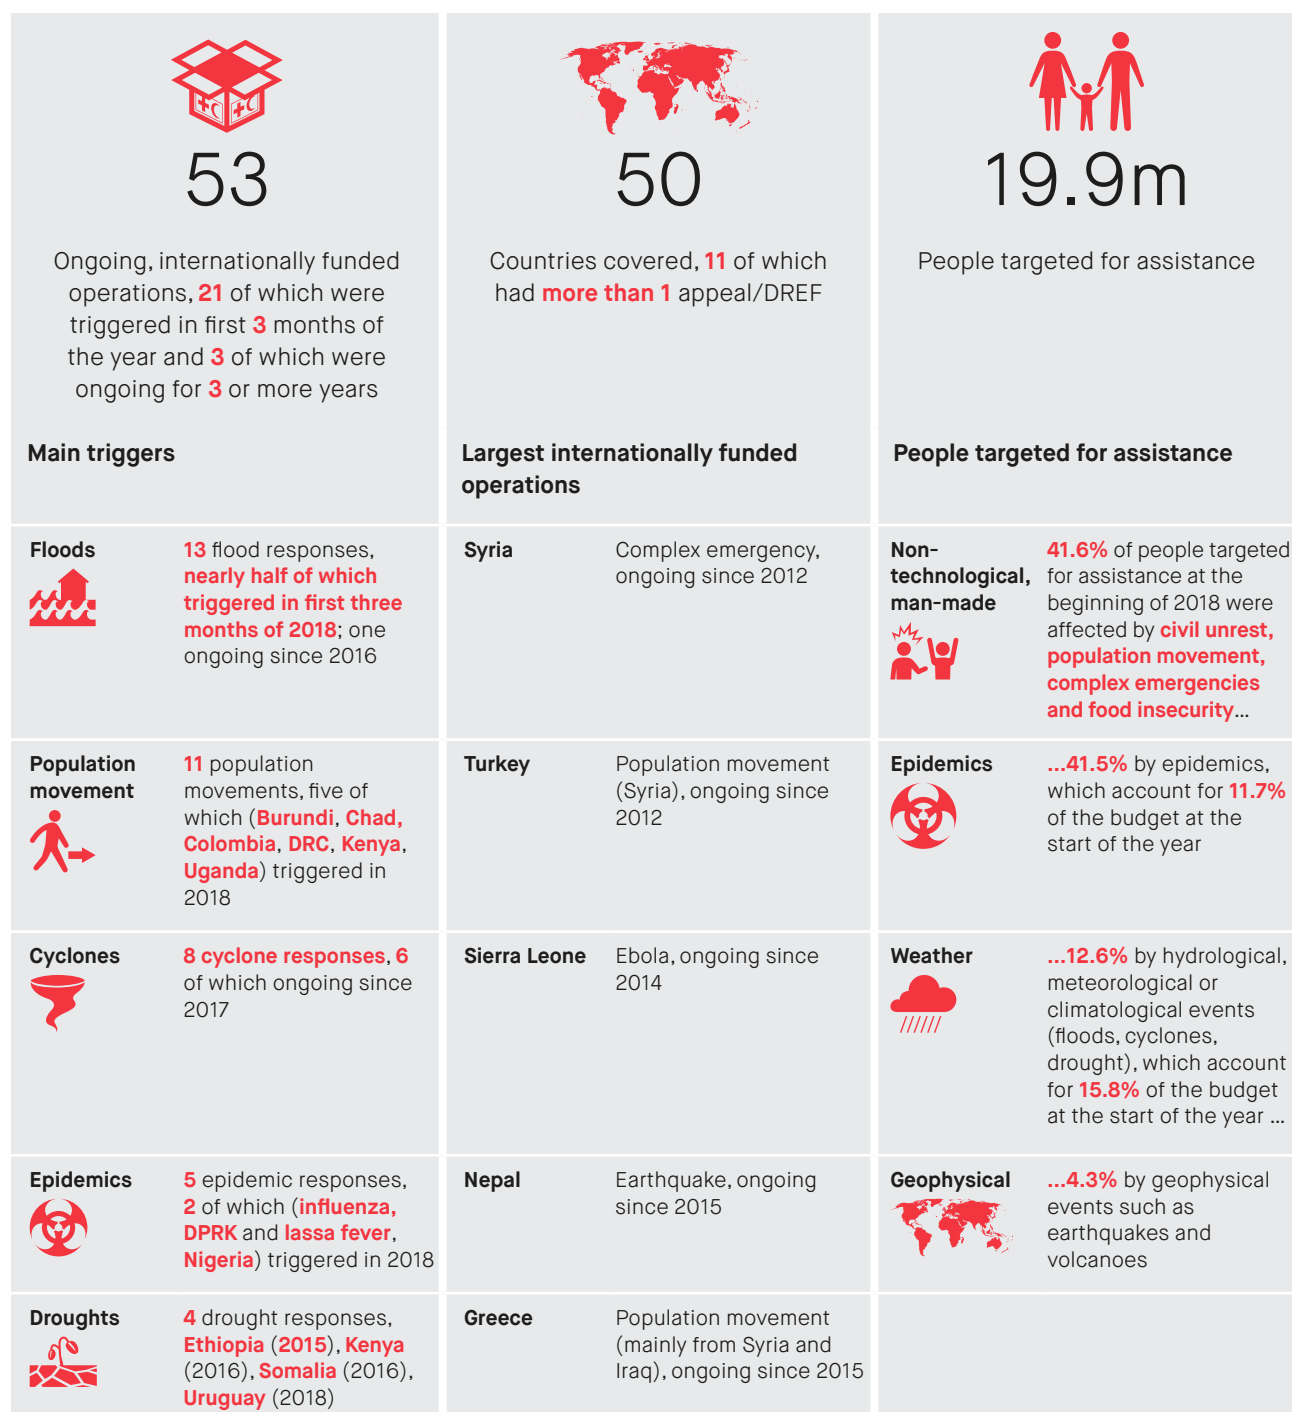 53
Ongoing, internationally funded
operations, 21 of which were
triggered in first 3 months of
the year and 3 of which were
ongoing for 3 or more years
50
Countries covered, 11 of which
had more than 1 appeal/DREF
19.9m
People targeted for assistance
Main triggers
Floods
13 flood responses,
nearly half of which
triggered in first three
months of 2018; one
ongoing since 2016
Population
movement
11 population
movements, five of
which (Burundi, Chad,
Colombia, DRC, Kenya,
Uganda) triggered in
2018
Cyclones
8 cyclone responses, 6
of which ongoing since
2017
Epidemics
5 epidemic responses,
2 of which (influenza,
DPRK and lassa fever,
Nigeria) triggered in 2018
Droughts
4 drought responses,
Ethiopia (2015), Kenya
(2016), Somalia (2016),
Uruguay (2018)
Largest internationally funded
operations
Syria
Complex emergency,
ongoing since 2012
Turkey
Population movement
(Syria), ongoing since
2012
Sierra Leone
Ebola, ongoing since
2014
Nepal
Earthquake, ongoing
since 2015
Greece
Population movement
(mainly from Syria and
Iraq), ongoing since 2015
People targeted for assistance
Non-
technological,
man-made
41.6% of people targeted
for assistance at the
beginning of 2018 were
affected by civil unrest,
population movement,
complex emergencies
and food insecurity...
Epidemics
...41.5% by epidemics,
which account for 11.7%
of the budget at the
start of the year
Weather
...12.6% by hydrological,
meteorological or
climatological events
(floods, cyclones,
drought), which account
for 15.8% of the budget
at the start of the year ...
Geophysical
...4.3% by geophysical
events such as
earthquakes and
volcanoes